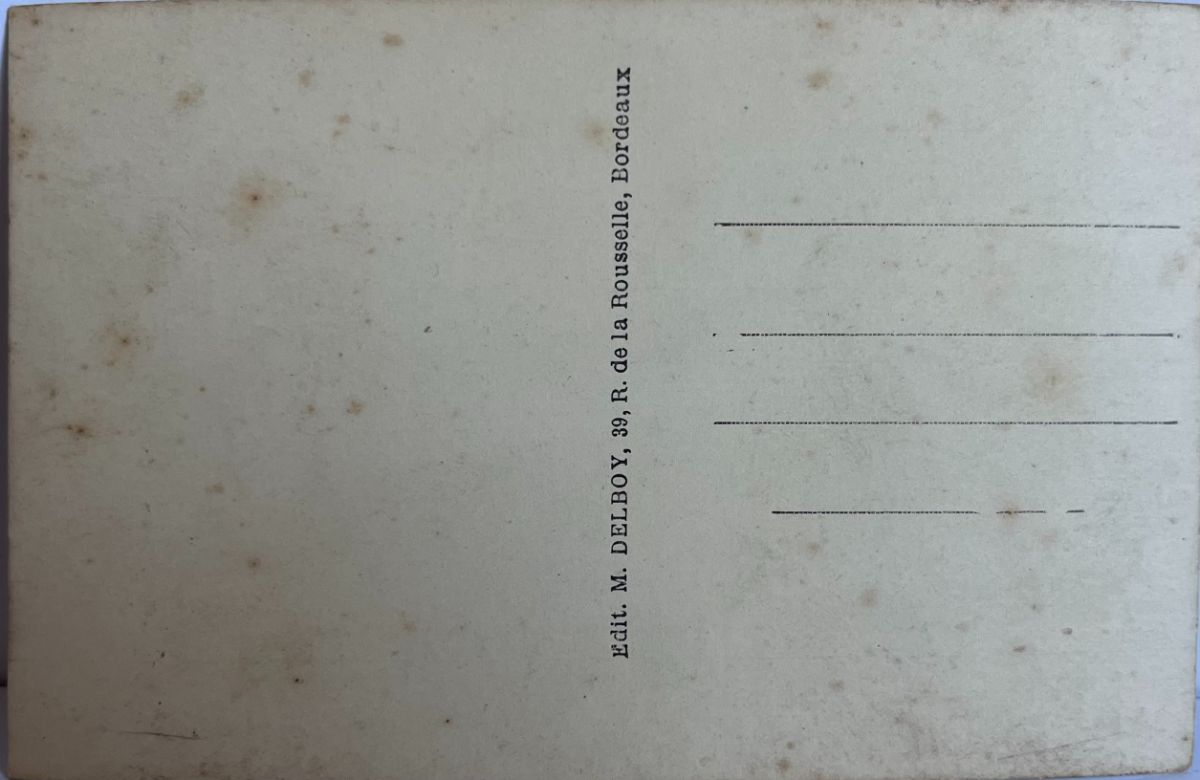 Edit. M. DELBOY, 39, R. de la Rousselle, Bordeaux